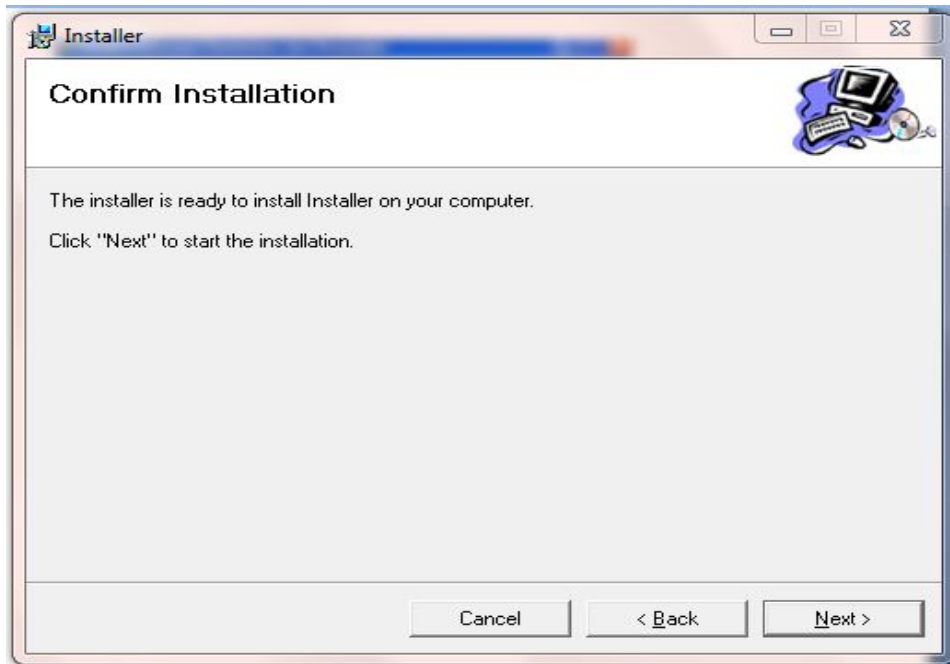 Installer
Confirm Installation
The installer is ready to install Installer on your computer.
Click "Next" to start the installation.
Cancel
< Back
Next >